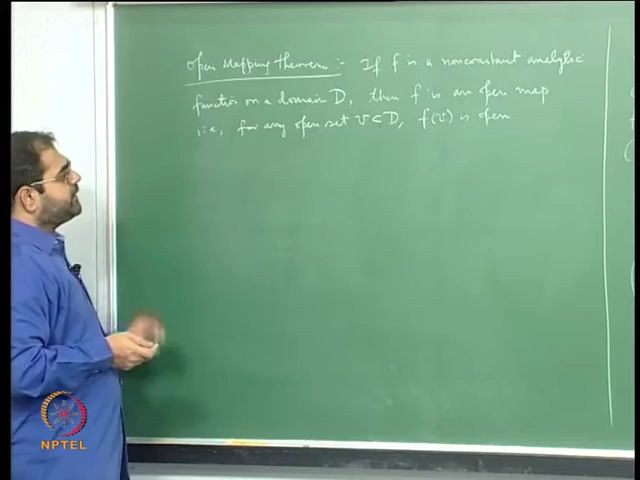 Open Mapping theorem :- If f is a nonconstant analytic
function on a domain D, then f is an open map
i.e., for any open set V ⊂ D, f(V) is open
NPTEL